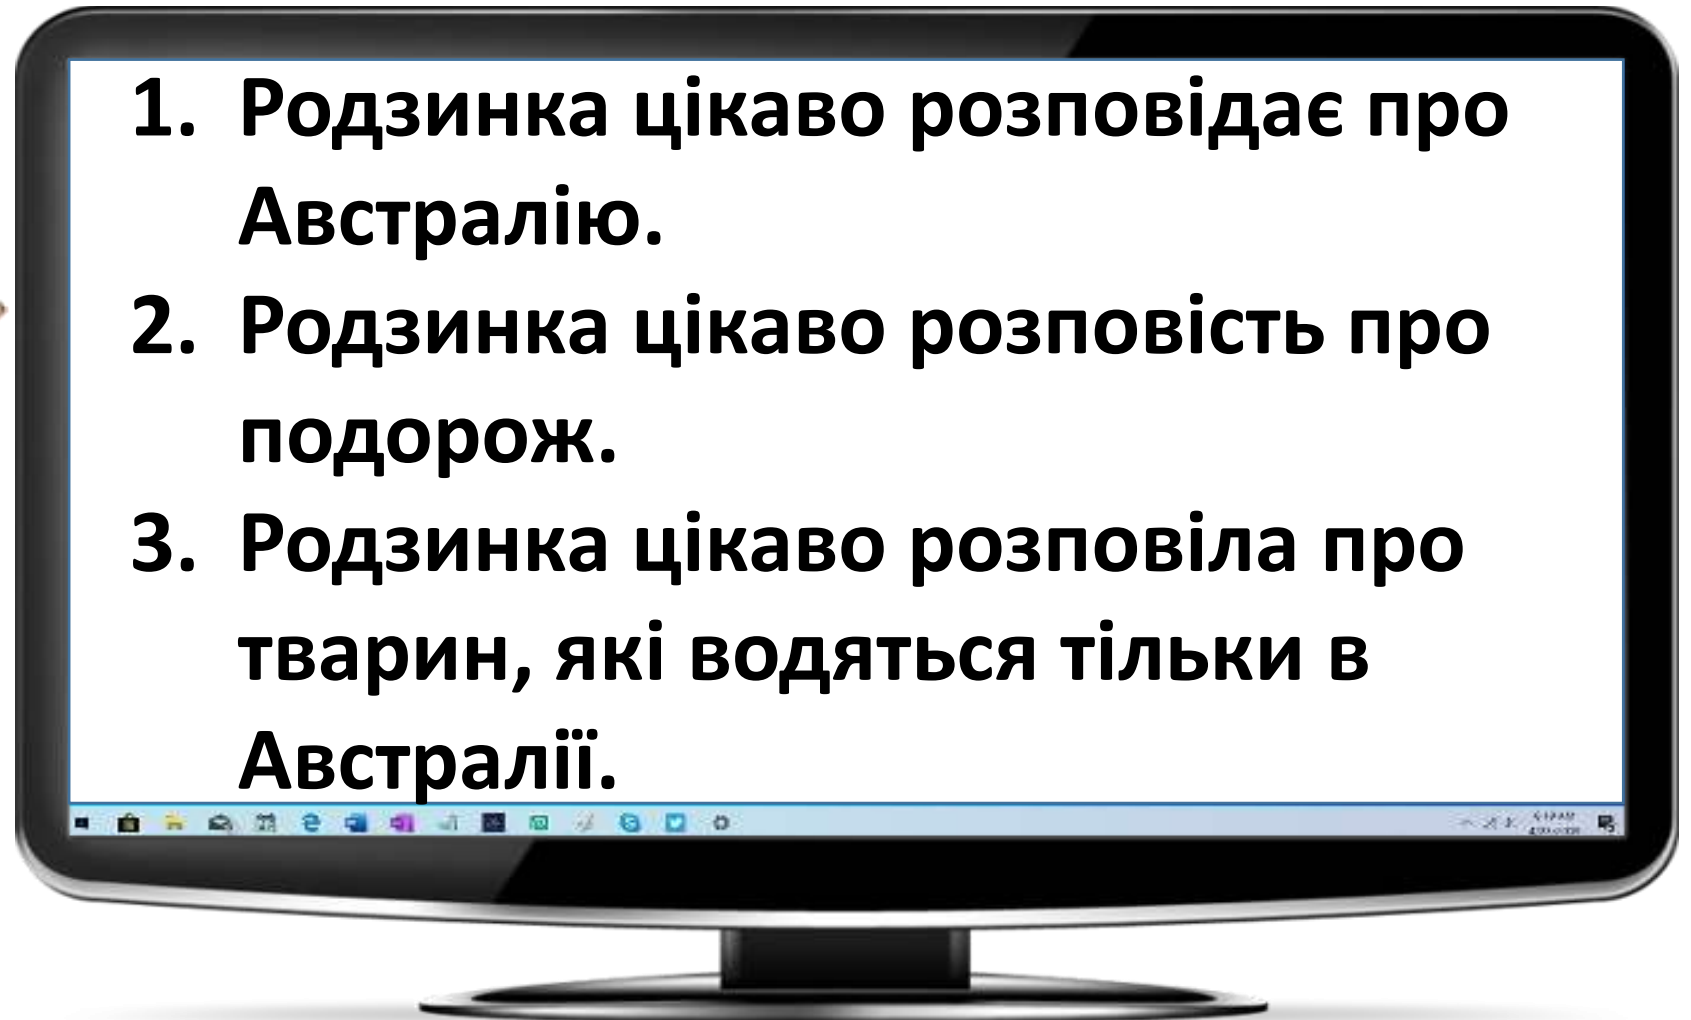 1. Родзинка цікаво розповідає про
Австралію.
2. Родзинка цікаво розповість про
подорож.
3. Родзинка цікаво розповіла про
тварин, які водяться тільки в
Австралії.